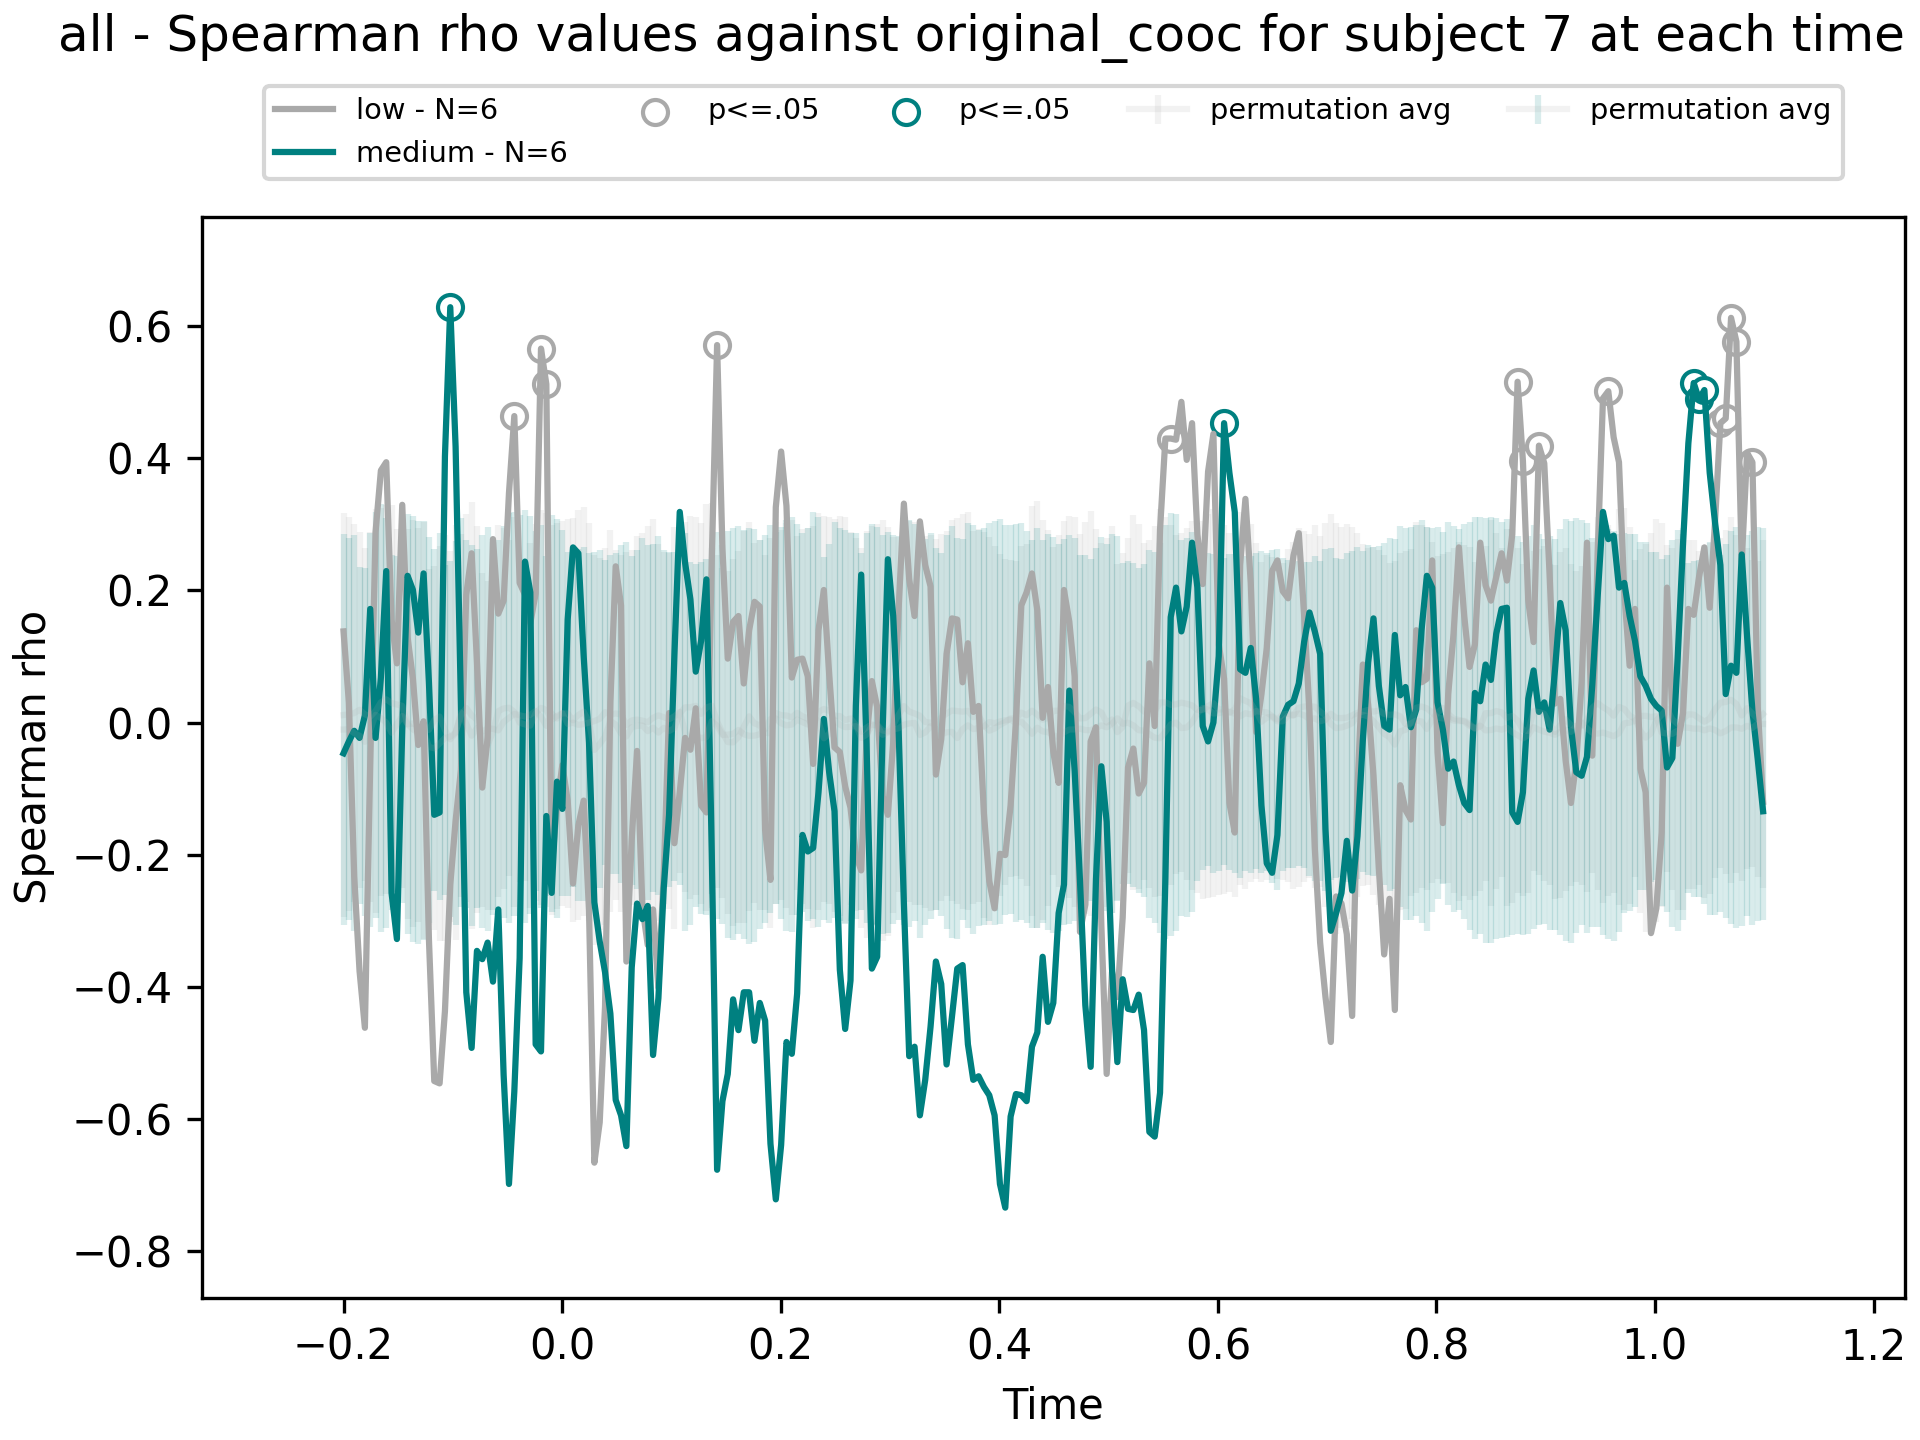 all - Spearman rho values against original_cooc for subject 7 at each time
low - N=6
p<=.05
p<=.05
permutation avg
permutation avg
medium - N=6
Spearman rho
0.6
0.4
0.2
0.0
−0.2
−0.4
−0.6
−0.8
−0.2
0.0
0.2
0.4
0.6
0.8
1.0
1.2
Time